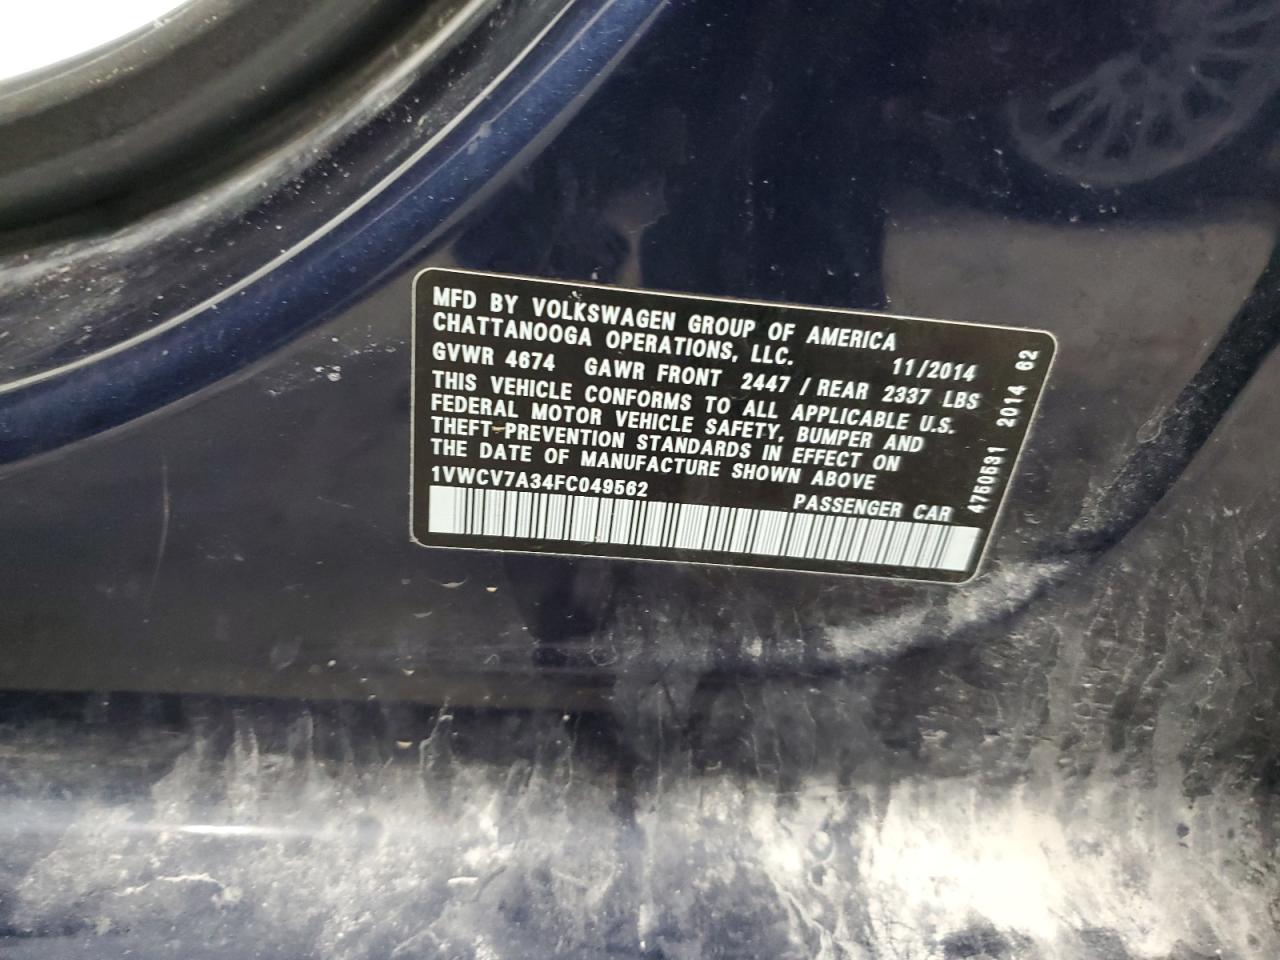 MFD BY VOLKSWAGEN GROUP OF AMERICA
CHATTANOOGA OPERATIONS, LLC. 11/2014
GVWR 4674 GAWR FRONT 2447 / REAR 2337 LBS
THIS VEHICLE CONFORMS TO ALL APPLICABLE U.S.
FEDERAL MOTOR VEHICLE SAFETY, BUMPER AND
THEFT PREVENTION STANDARDS IN EFFECT ON
THE DATE OF MANUFACTURE SHOWN ABOVE
1VWCV7A34FC049562 PASSENGER CAR
4750531 2014 62